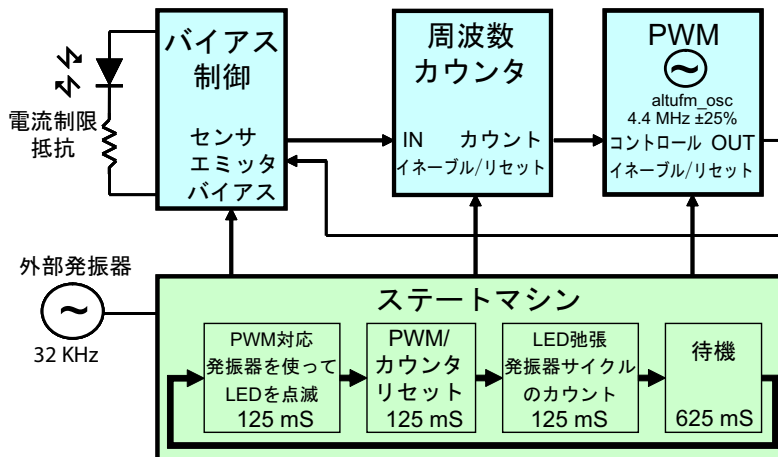 バイアス
制御
センサ
エミッタ
バイアス
電流制限
抵抗
周波数
カウンタ
IN カウント
イネーブル/リセット
PWM
altufm_osc
4.4 MHz ±25%
コントロール OUT
イネーブル/リセット
外部発振器
32 KHz
ステートマシン
PWM対応
発振器を使って
LEDを点滅
125 mS
PWM/
カウンタ
リセット
125 mS
LED弛張
発振器サイクル
のカウント
125 mS
待機
625 mS